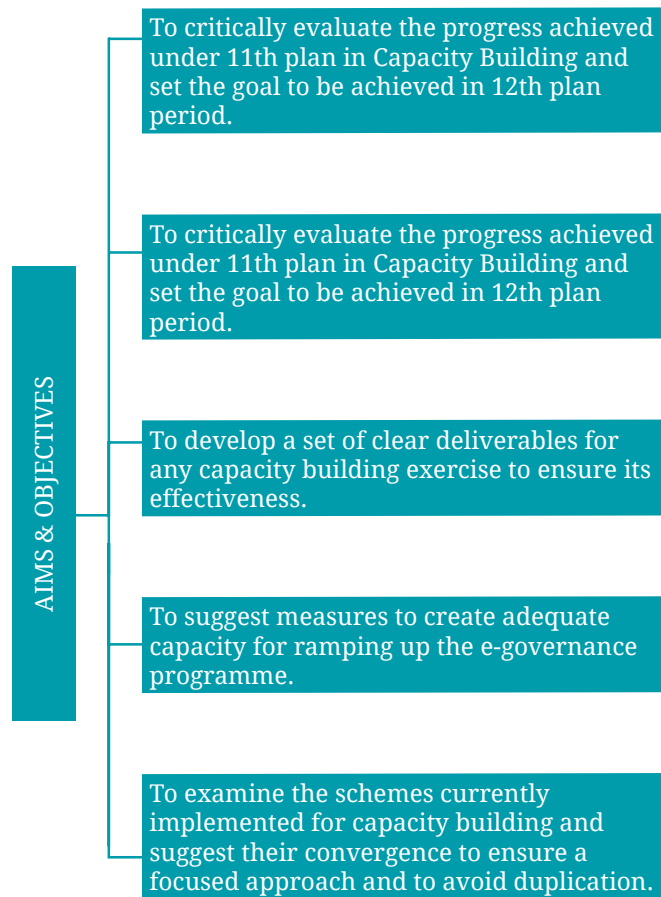 AIMS & OBJECTIVES
To critically evaluate the progress achieved
under 11th plan in Capacity Building and
set the goal to be achieved in 12th plan
period.
To critically evaluate the progress achieved
under 11th plan in Capacity Building and
set the goal to be achieved in 12th plan
period.
To develop a set of clear deliverables for
any capacity building exercise to ensure its
effectiveness.
To suggest measures to create adequate
capacity for ramping up the e-governance
programme.
To examine the schemes currently
implemented for capacity building and
suggest their convergence to ensure a
focused approach and to avoid duplication.